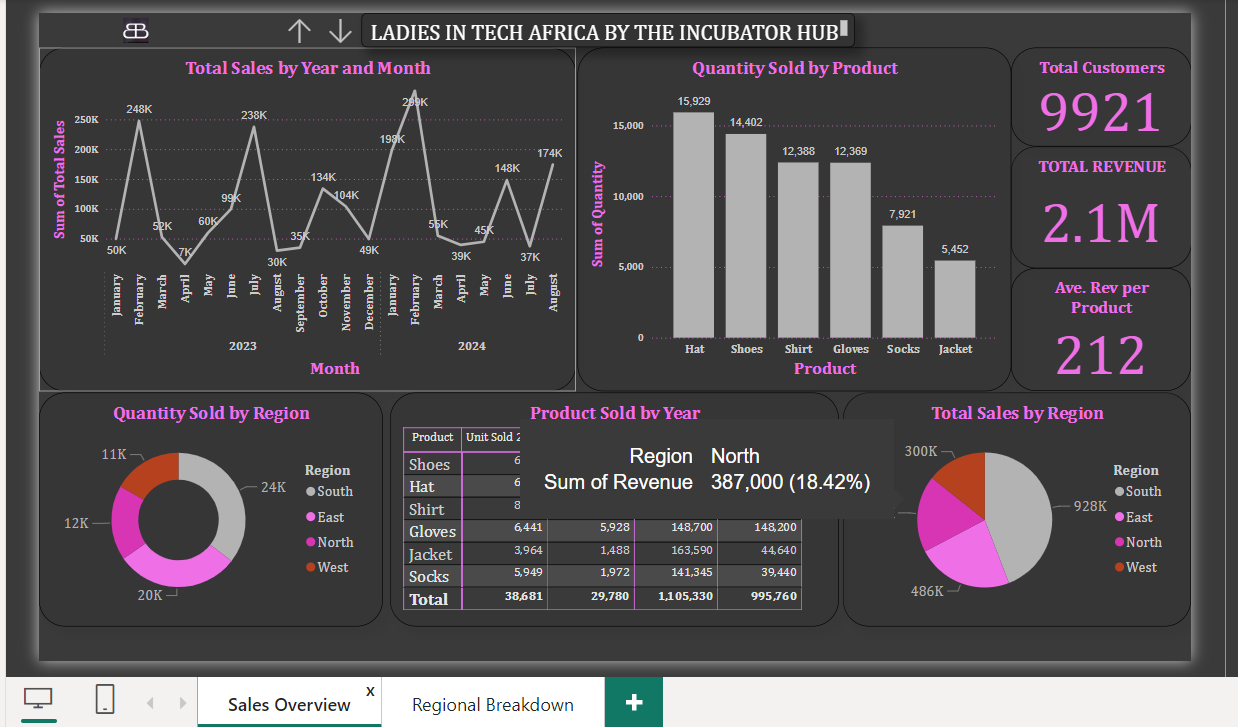 LADIES IN TECH AFRICA BY THE INCUBATOR HUB
Total Sales by Year and Month
Sum of Total Sales
250K
200K
150K
100K
50K
50K
248K
52K
7K
60K
99K
238K
30K
35K
134K
104K
49K
198K
299K
55K
39K
45K
148K
37K
174K
January
February
March
April
May
June
July
August
September
October
November
December
January
February
March
April
May
June
July
August
2023
2024
Month
Quantity Sold by Product
Sum of Quantity
15,000
10,000
5,000
0
15,929
14,402
12,388
12,369
7,921
5,452
Hat
Shoes
Shirt
Gloves
Socks
Jacket
Product
Total Customers
9921
TOTAL REVENUE
2.1M
Ave. Rev per
Product
212
Quantity Sold by Region
11K
24K
12K
20K
Region
South
East
North
West
Product Sold by Year
Product Unit Sold 2
Shoes 6
Hat 6
Shirt 8
Gloves 6,441 5,928 148,700 148,200
Jacket 3,964 1,488 163,590 44,640
Socks 5,949 1,972 141,345 39,440
Total 38,681 29,780 1,105,330 995,760
Region North
Sum of Revenue 387,000 (18.42%)
Total Sales by Region
300K
928K
486K
Region
South
East
North
West
Sales Overview x
Regional Breakdown
+